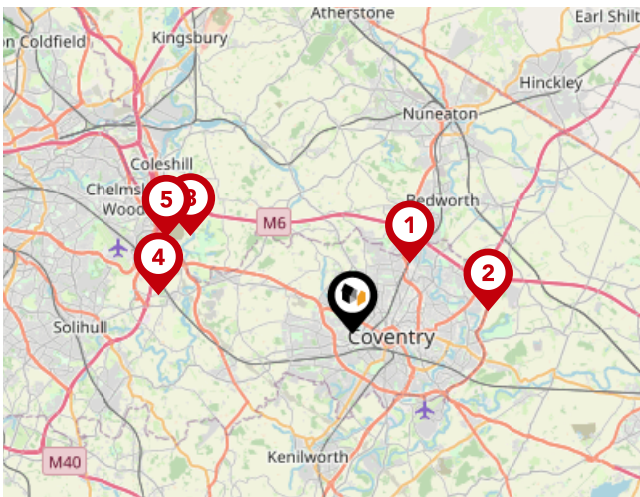 Atherstone
Earl Shilt
on Coldfield
Kingsbury
Hinckley
Nuneaton
Coleshill
Chelms
Wood
5
3
Bedworth
M6
1
4
2
Solihull
Coventry
M40
Kenilworth